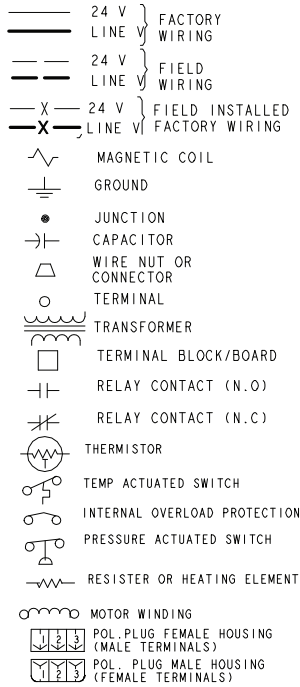 24 V
LINE V
FACTORY
WIRING
24 V
LINE V
FIELD
WIRING
X 24 V
X LINE V
FIELD INSTALLED
FACTORY WIRING
MAGNETIC COIL
GROUND
JUNCTION
CAPACITOR
WIRE NUT OR
CONNECTOR
TERMINAL
TRANSFORMER
TERMINAL BLOCK/BOARD
RELAY CONTACT (N.O)
RELAY CONTACT (N.C)
THERMISTOR
T
TEMP ACTUATED SWITCH
INTERNAL OVERLOAD PROTECTION
PRESSURE ACTUATED SWITCH
RESISTER OR HEATING ELEMENT
MOTOR WINDING
1 2 3 POL.PLUG FEMALE HOUSING
(MALE TERMINALS)
1 2 3 POL. PLUG MALE HOUSING
(FEMALE TERMINALS)